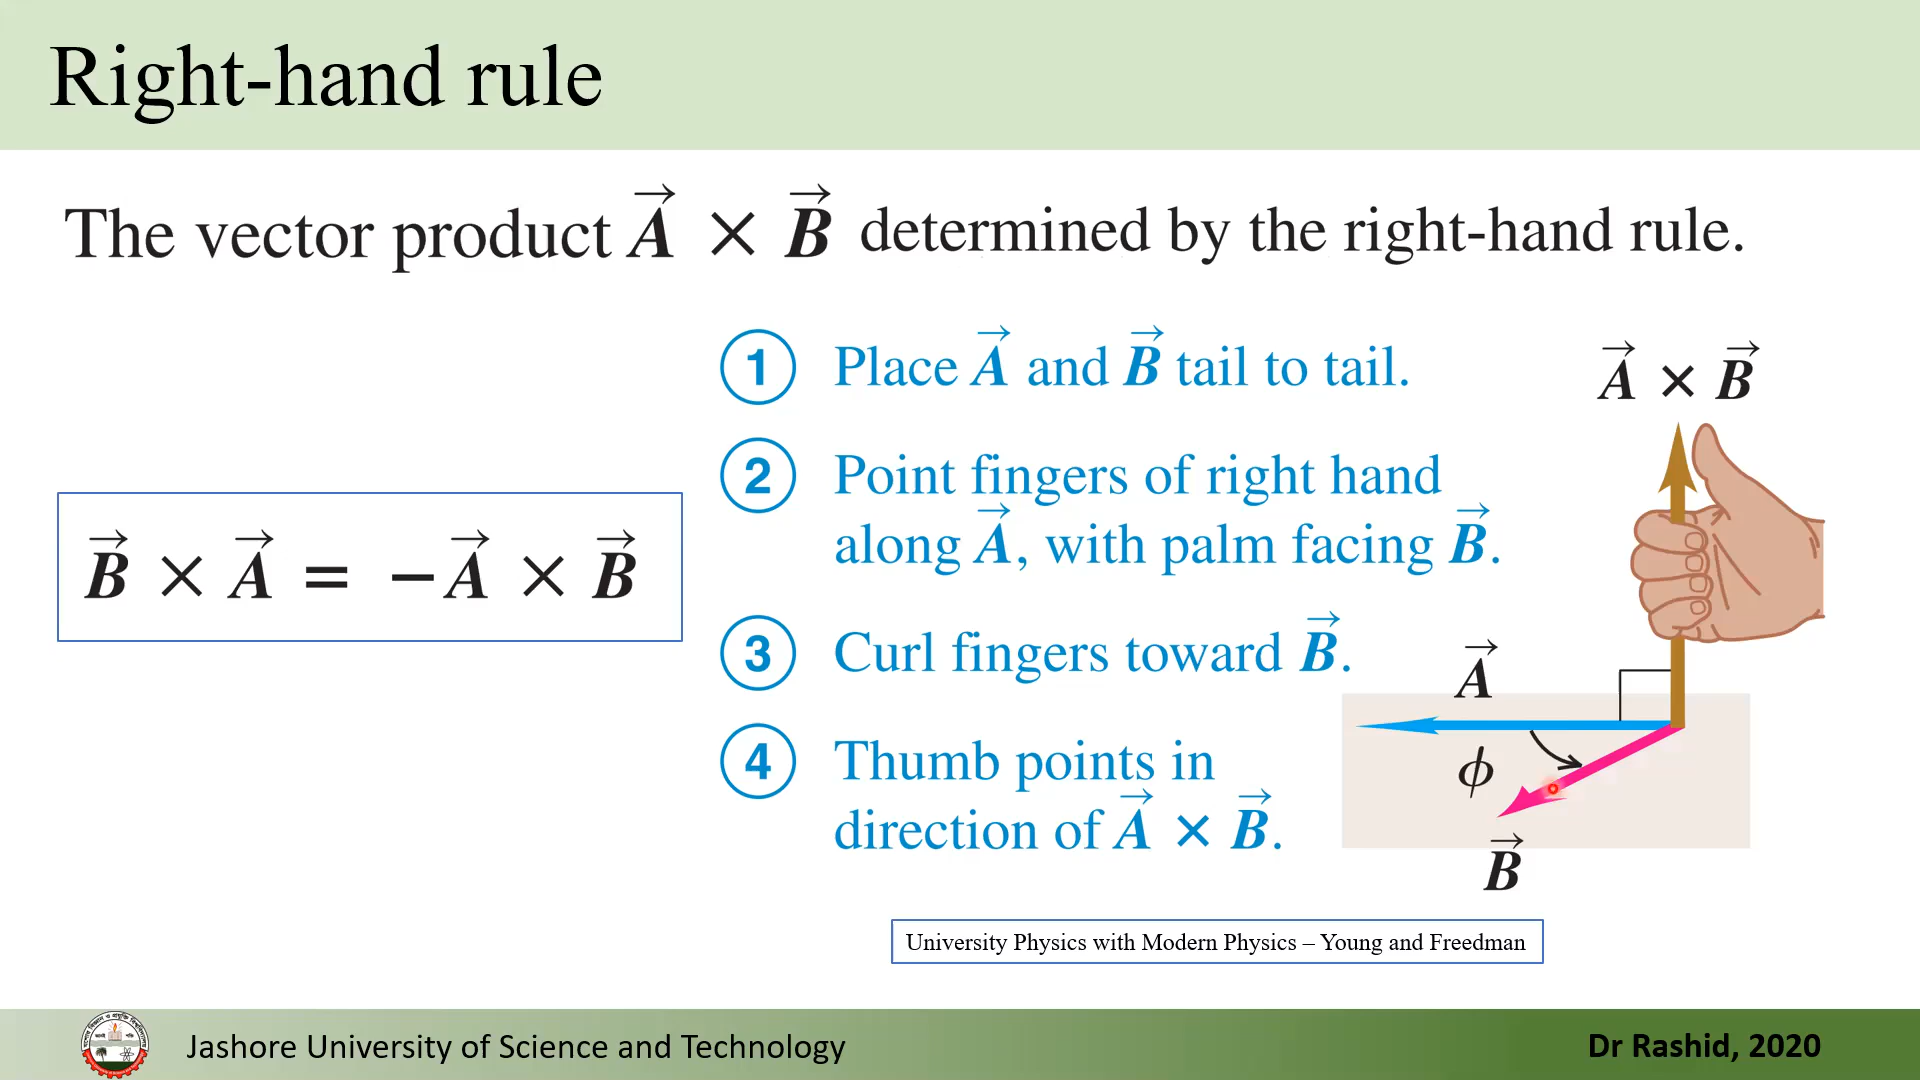 Right-hand rule
The vector product A⃗ × B⃗ determined by the right-hand rule.
B⃗ × A⃗ = −A⃗ × B⃗
1 Place A⃗ and B⃗ tail to tail.
2 Point fingers of right hand
along A⃗, with palm facing B⃗.
3 Curl fingers toward B⃗.
4 Thumb points in
direction of A⃗ × B⃗.
A⃗ × B⃗
A⃗
ϕ
B⃗
University Physics with Modern Physics – Young and Freedman
Jashore University of Science and Technology
Dr Rashid, 2020